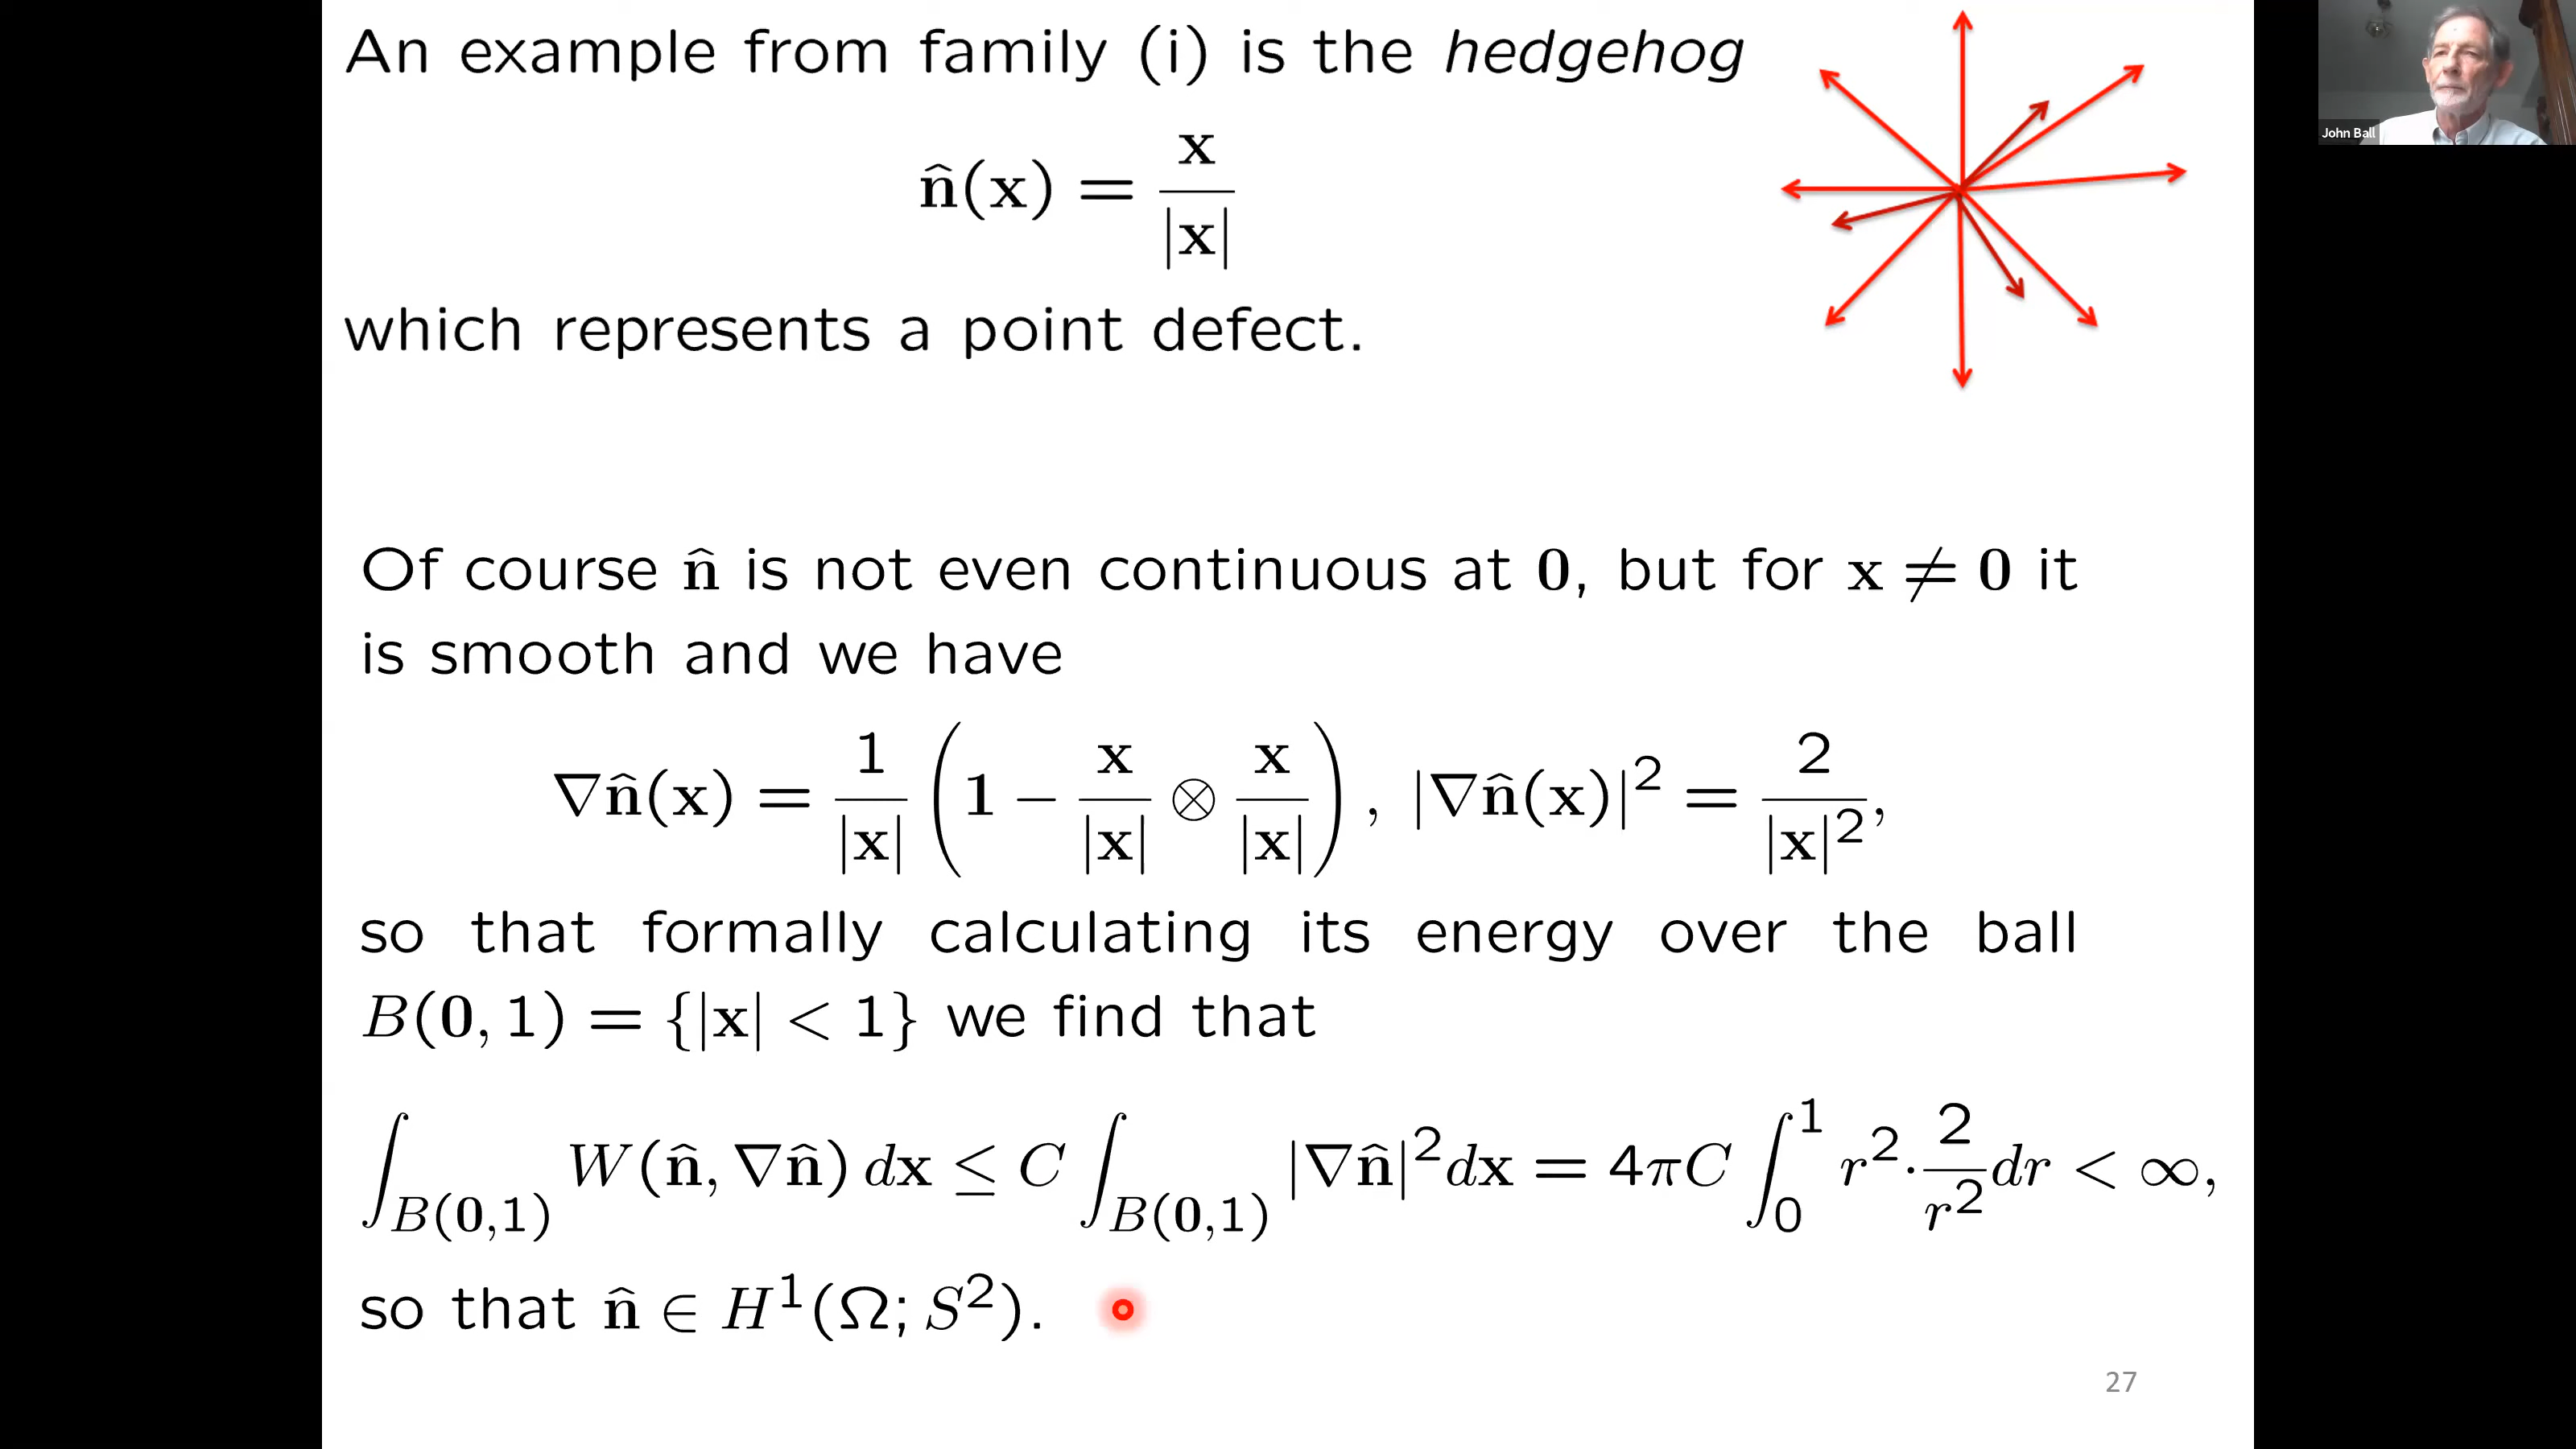 An example from family (i) is the hedgehog
n̂(x) = x/|x|
which represents a point defect.
Of course n̂ is not even continuous at 0, but for x ≠ 0 it
is smooth and we have
∇n̂(x) = 1/|x| (1 − x/|x| ⊗ x/|x|), |∇n̂(x)|² = 2/|x|²,
so that formally calculating its energy over the ball
B(0, 1) = {|x| < 1} we find that
∫_{B(0,1)} W(n̂, ∇n̂) dx ≤ C ∫_{B(0,1)} |∇n̂|² dx = 4πC ∫₀¹ r² · 2/r² dr < ∞,
so that n̂ ∈ H¹(Ω; S²).
27
John Ball